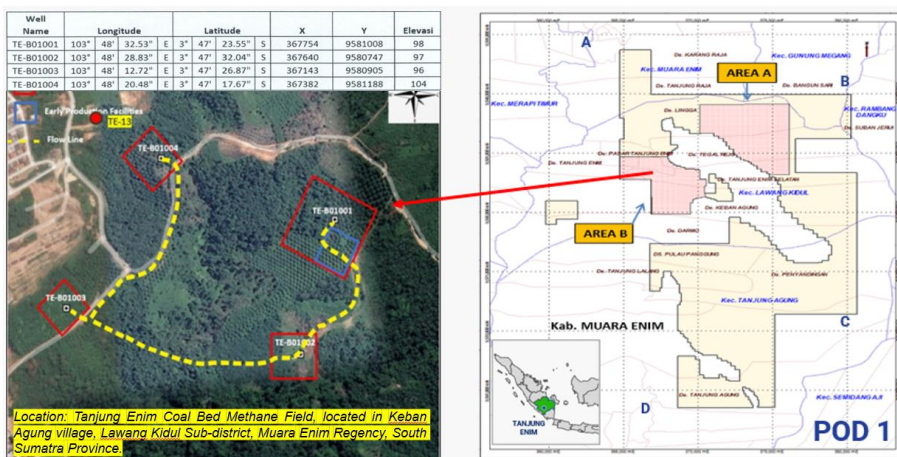 Well Name Longitude Latitude X Y Elevasi
TE-B01001 103° 48' 32.53" E 3° 47' 23.55" S 367754 9581008 98
TE-B01002 103° 48' 28.83" E 3° 47' 32.04" S 367640 9580747 97
TE-B01003 103° 48' 12.72" E 3° 47' 26.87" S 367143 9580905 96
TE-B01004 103° 48' 20.48" E 3° 47' 17.67" S 367382 9581188 104
Early Production Facilities
TE-13
Flow Line
TE-B01004
TE-B01001
TE-B01003
TE-B01002
Location: Tanjung Enim Coal Bed Methane Field, located in Keban
Agung village, Lawang Kidul Sub-district, Muara Enim Regency, South
Sumatra Province.
A
Ds. KARANG RAJA
Kec. GUNUNG MEGANG
Kec. MUARA ENIM
AREA A
B
Ds. TANJUNG RAJA
Ds. BANGUN SARI
Kec. MERAPI TIMUR
Ds. LINGGA
Kec. RAMBANG
DANGKU
Ds. SUBAN JERIJI
Ds. PASAR TANJUNG ENIM
Ds. TEGAL REJO
Ds. TANJUNG ENIM
Ds. TANJUNG ENIM SELATAN
Kec. LAWANG KIDUL
Ds. KEBAN AGUNG
AREA B
Ds. DARMO
DS. PULAU PANGGUNG
Ds. TANJUNG LALANG
Ds. PENYANDINGAN
Kec. TANJUNG AGUNG
Kab. MUARA ENIM
C
TANJUNG
ENIM
D
Ds. TANJUNG AGUNG
Kec. SEMIDANG AJI
POD 1